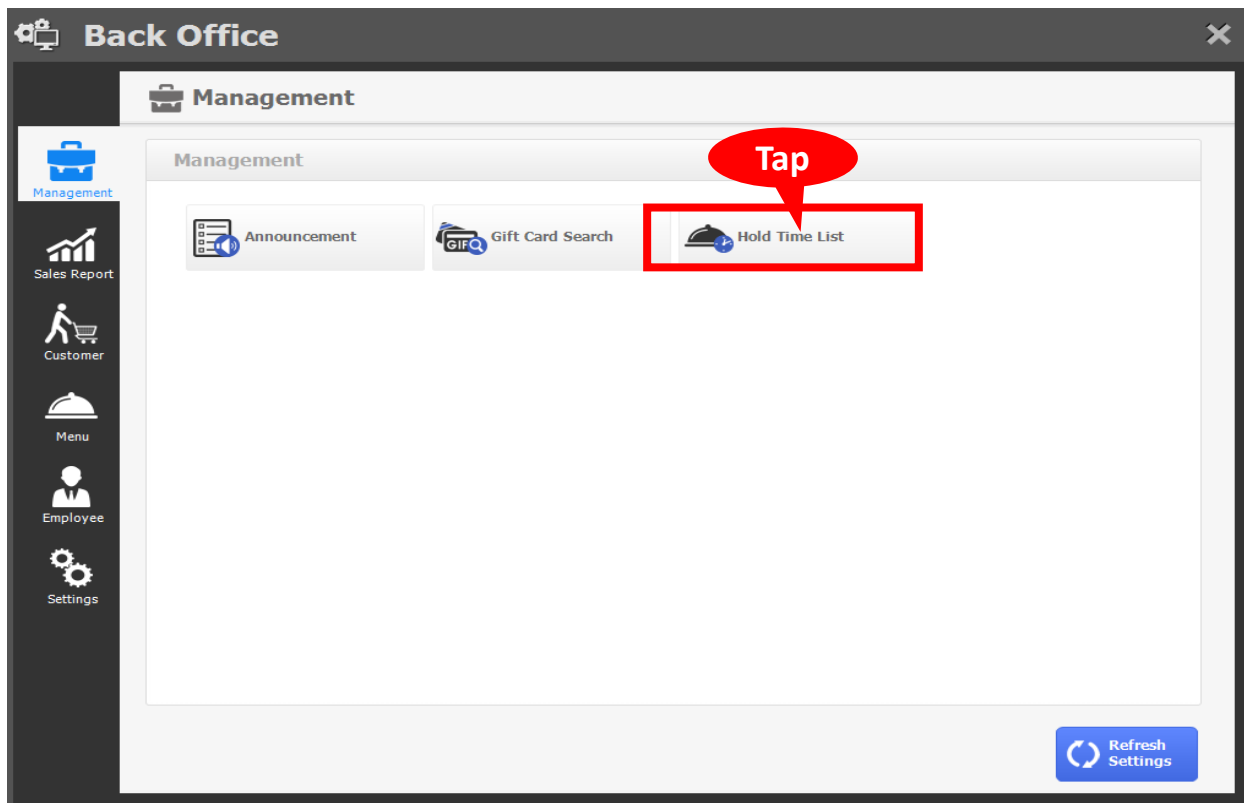 Back Office
Management
Management
Tap
Management
Announcement
GIF
Gift Card Search
Hold Time List
Sales Report
Customer
Menu
Employee
Settings
Refresh
Settings